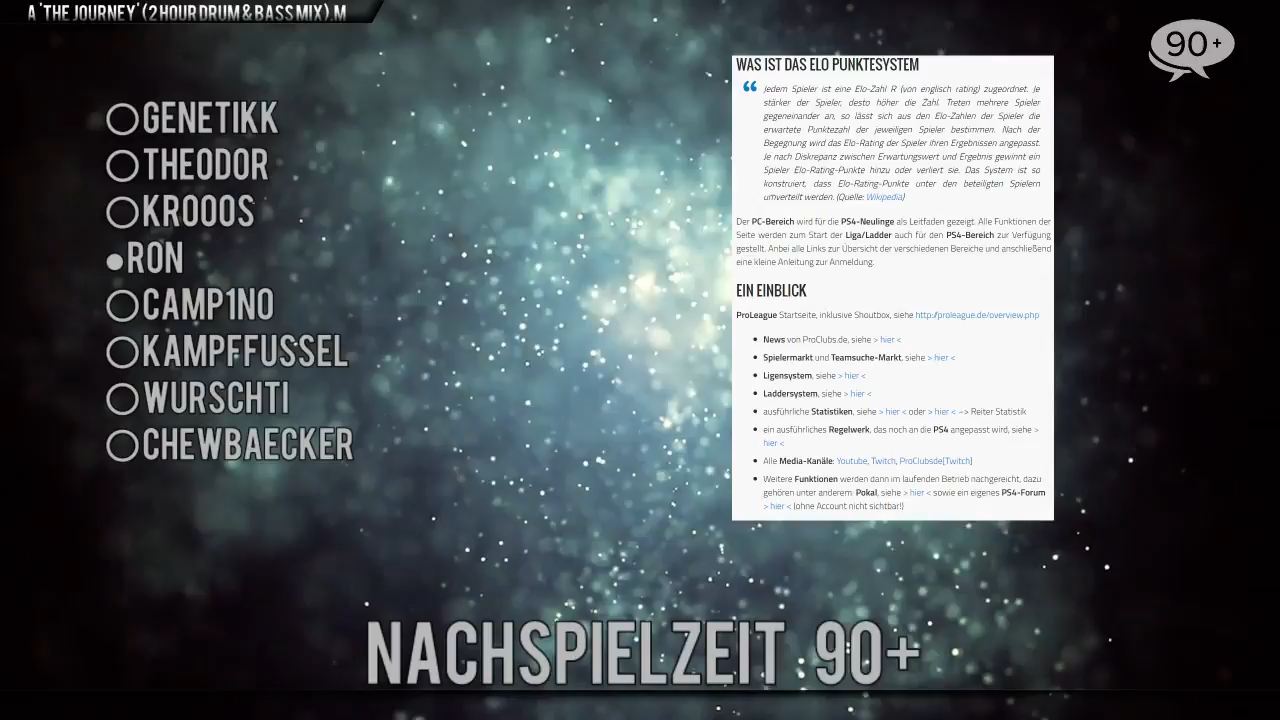 A 'THE JOURNEY' (2 HOUR DRUM & BASS MIX).M
90+
GENETIKK
THEODOR
KROOOS
RON
CAMP1NO
KAMPFFUSSEL
WURSCHTI
CHEWBAECKER
WAS IST DAS ELO PUNKTESYSTEM
“ Jedem Spieler ist eine Elo-Zahl R (von englisch rating) zugeordnet. Je
stärker der Spieler, desto höher die Zahl. Treten mehrere Spieler
gegeneinander an, so lässt sich aus den Elo-Zahlen der Spieler die
erwartete Punktezahl der jeweiligen Spieler bestimmen. Nach der
Begegnung wird das Elo-Rating der Spieler ihren Ergebnissen angepasst.
Je nach Diskrepanz zwischen Erwartungswert und Ergebnis gewinnt ein
Spieler Elo-Rating-Punkte hinzu oder verliert sie. Das System ist so
konstruiert, dass Elo-Rating-Punkte unter den beteiligten Spielern
umverteilt werden. (Quelle: Wikipedia)
Der PC-Bereich wird für die PS4-Neulinge als Leitfaden gezeigt. Alle Funktionen der
Seite werden zum Start der Liga/Ladder auch für den PS4-Bereich zur Verfügung
gestellt. Anbei alle Links zur Übersicht der verschiedenen Bereiche und anschließend
eine kleine Anleitung zur Anmeldung.
EIN EINBLICK
ProLeague Startseite, inklusive Shoutbox, siehe http://proleague.de/overview.php
• News von ProClubs.de, siehe > hier <
• Spielermarkt und Teamsuche-Markt, siehe > hier <
• Ligensystem, siehe > hier <
• Laddersystem, siehe > hier <
• ausführliche Statistiken, siehe > hier < oder > hier < –> Reiter Statistik
• ein ausführliches Regelwerk, das noch an die PS4 angepasst wird, siehe >
hier <
• Alle Media-Kanäle: Youtube, Twitch, ProClubsde[Twitch]
• Weitere Funktionen werden dann im laufenden Betrieb nachgereicht, dazu
gehören unter anderem: Pokal, siehe > hier < sowie ein eigenes PS4-Forum
> hier < (ohne Account nicht sichtbar!)
NACHSPIELZEIT 90+